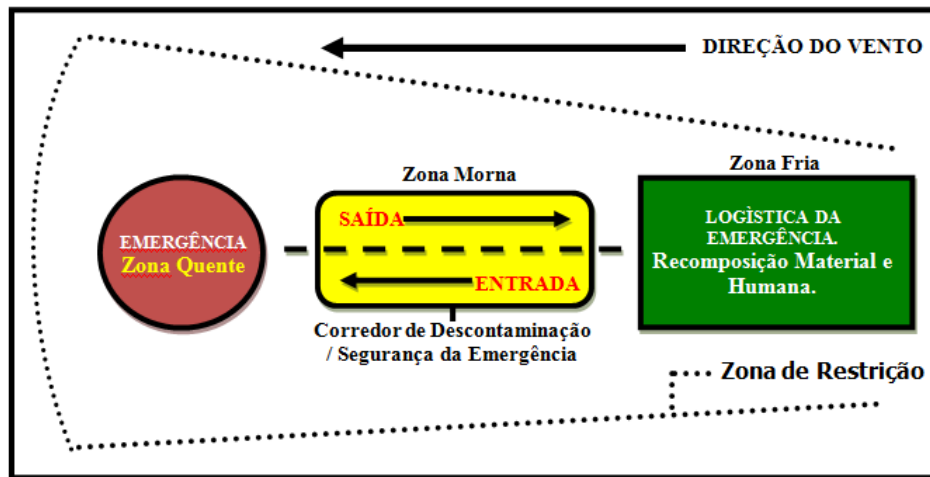 DIREÇÃO DO VENTO
Zona Morna
Zona Fria
SAÍDA
ENTRADA
EMERGÊNCIA
Zona Quente
LOGÌSTICA DA
EMERGÊNCIA.
Recomposição Material e
Humana.
Corredor de Descontaminação
/ Segurança da Emergência
Zona de Restrição